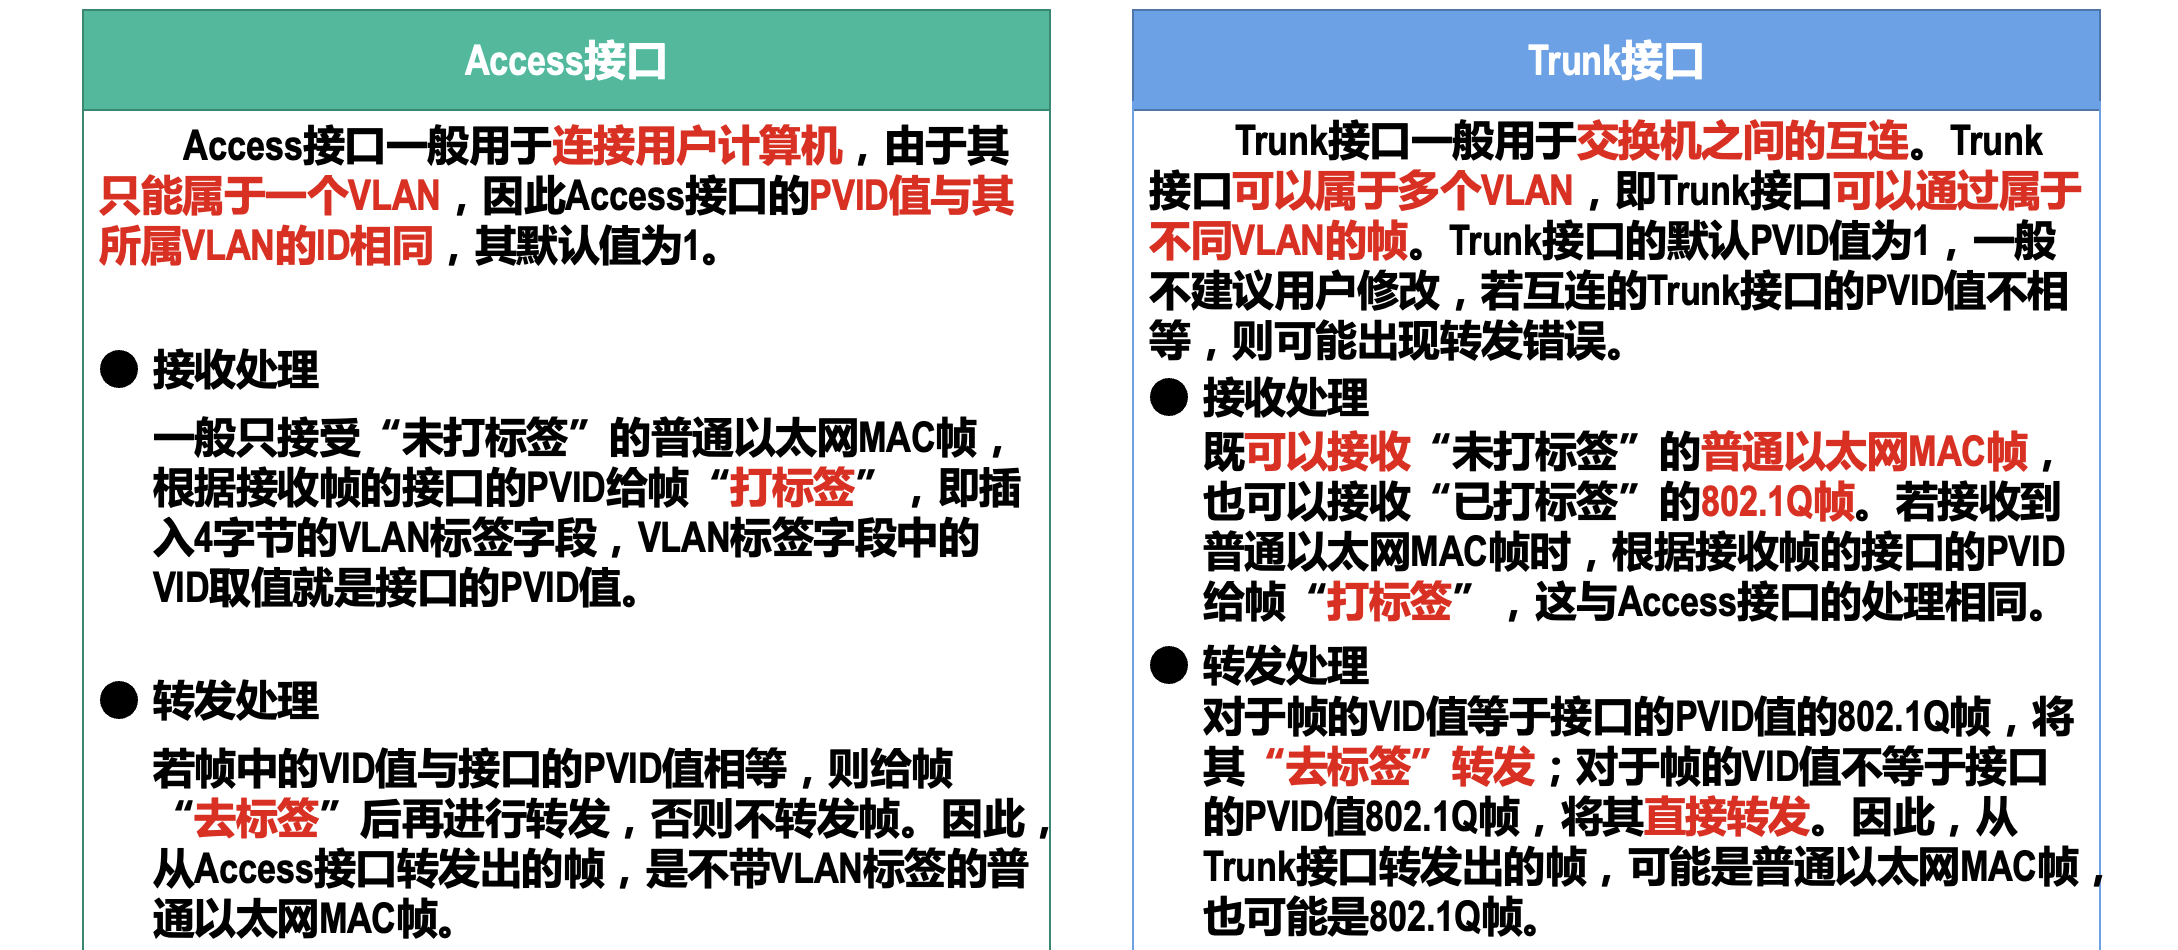 Access接口
Access接口一般用于连接用户计算机，由于其
只能属于一个VLAN，因此Access接口的PVID值与其
所属VLAN的ID相同，其默认值为1。
● 接收处理
一般只接受“未打标签”的普通以太网MAC帧，
根据接收帧的接口的PVID给帧“打标签”，即插
入4字节的VLAN标签字段，VLAN标签字段中的
VID取值就是接口的PVID值。
● 转发处理
若帧中的VID值与接口的PVID值相等，则给帧
“去标签”后再进行转发，否则不转发帧。因此，
从Access接口转发出的帧，是不带VLAN标签的普
通以太网MAC帧。
Trunk接口
Trunk接口一般用于交换机之间的互连。Trunk
接口可以属于多个VLAN，即Trunk接口可以通过属于
不同VLAN的帧。Trunk接口的默认PVID值为1，一般
不建议用户修改，若互连的Trunk接口的PVID值不相
等，则可能出现转发错误。
● 接收处理
既可以接收“未打标签”的普通以太网MAC帧，
也可以接收“已打标签”的802.1Q帧。若接收到
普通以太网MAC帧时，根据接收帧的接口的PVID
给帧“打标签”，这与Access接口的处理相同。
● 转发处理
对于帧的VID值等于接口的PVID值的802.1Q帧，将
其“去标签”转发；对于帧的VID值不等于接口
的PVID值802.1Q帧，将其直接转发。因此，从
Trunk接口转发出的帧，可能是普通以太网MAC帧，
也可能是802.1Q帧。